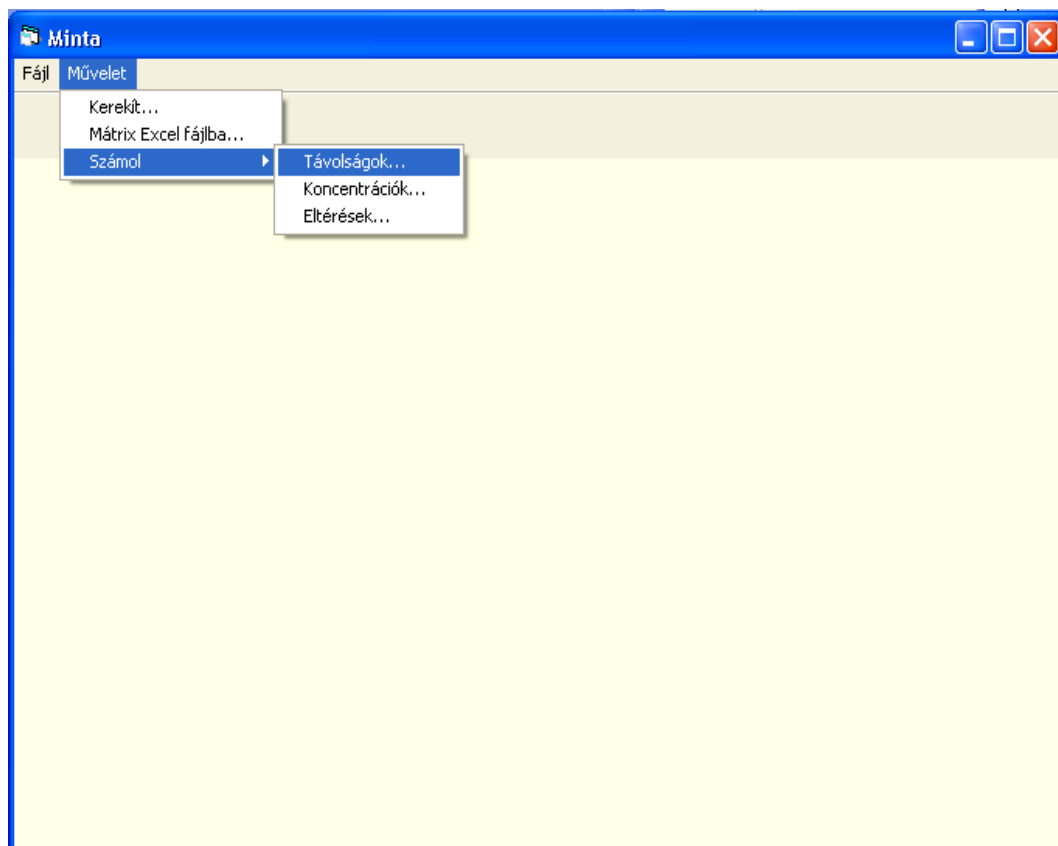 Minta
Fájl Művelet
Kerekít...
Mátrix Excel fájlba...
Számol
Távolságok...
Koncentrációk...
Eltérések...